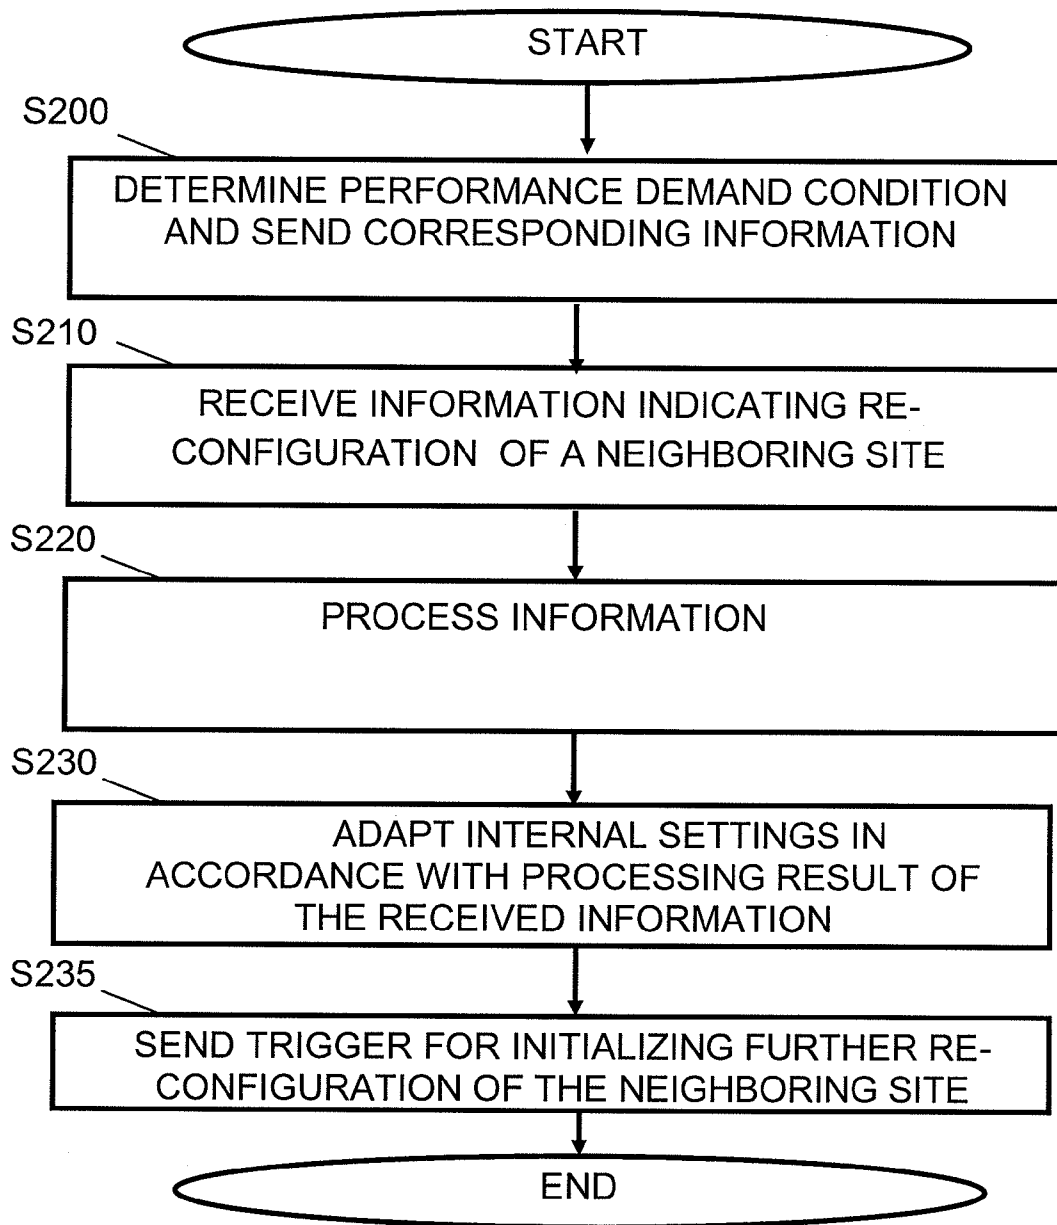 START
S200
DETERMINE PERFORMANCE DEMAND CONDITION
AND SEND CORRESPONDING INFORMATION
S210
RECEIVE INFORMATION INDICATING RE-
CONFIGURATION OF A NEIGHBORING SITE
S220
PROCESS INFORMATION
S230
ADAPT INTERNAL SETTINGS IN
ACCORDANCE WITH PROCESSING RESULT OF
THE RECEIVED INFORMATION
S235
SEND TRIGGER FOR INITIALIZING FURTHER RE-
CONFIGURATION OF THE NEIGHBORING SITE
END